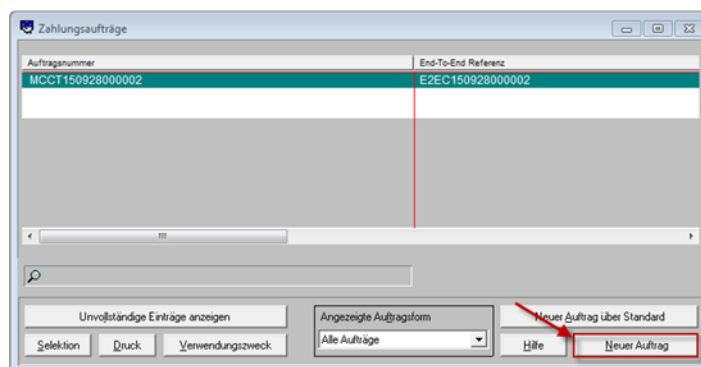 Zahlungsaufträge
Auftragsnummer End-To-End Referenz
MCCT150928000002 E2EC150928000002
Unvollständige Einträge anzeigen
Angezeigte Auftragsform
Neuer Auftrag über Standard
Alle Aufträge
Selektion Druck Verwendungszweck
Hilfe Neuer Auftrag